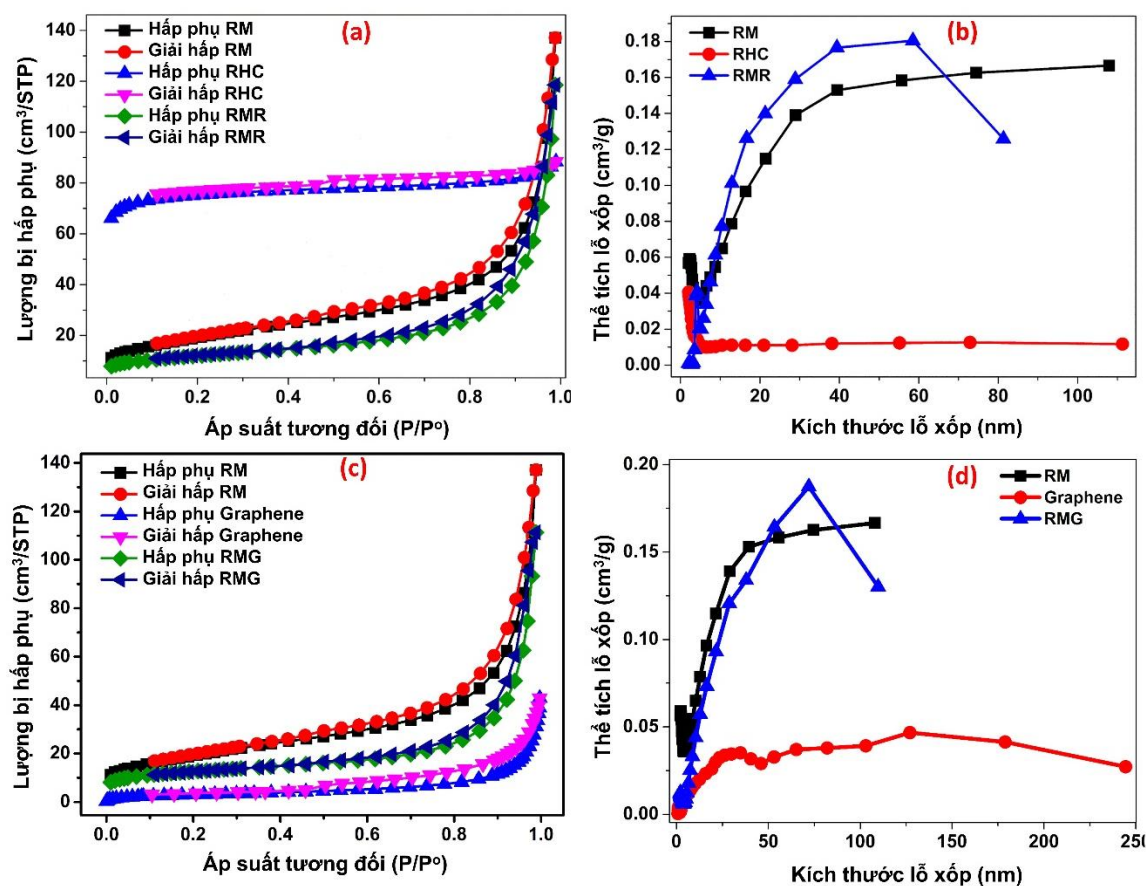 (a)
Hấp phụ RM
Giải hấp RM
Hấp phụ RHC
Giải hấp RHC
Hấp phụ RMR
Giải hấp RMR
Lượng bị hấp phụ (cm³/STP)
140
120
100
80
60
40
20
0.0 0.2 0.4 0.6 0.8 1.0
Áp suất tương đối (P/Pº)
(b)
RM
RHC
RMR
Thể tích lỗ xốp (cm³/g)
0.18
0.16
0.14
0.12
0.10
0.08
0.06
0.04
0.02
0.00
0 20 40 60 80 100
Kích thước lỗ xốp (nm)
(c)
Hấp phụ RM
Giải hấp RM
Hấp phụ Graphene
Giải hấp Graphene
Hấp phụ RMG
Giải hấp RMG
Lượng bị hấp phụ (cm³/STP)
140
120
100
80
60
40
20
0
0.0 0.2 0.4 0.6 0.8 1.0
Áp suất tương đối (P/Pº)
(d)
RM
Graphene
RMG
Thể tích lỗ xốp (cm³/g)
0.20
0.15
0.10
0.05
0.00
0 50 100 150 200 250
Kích thước lỗ xốp (nm)